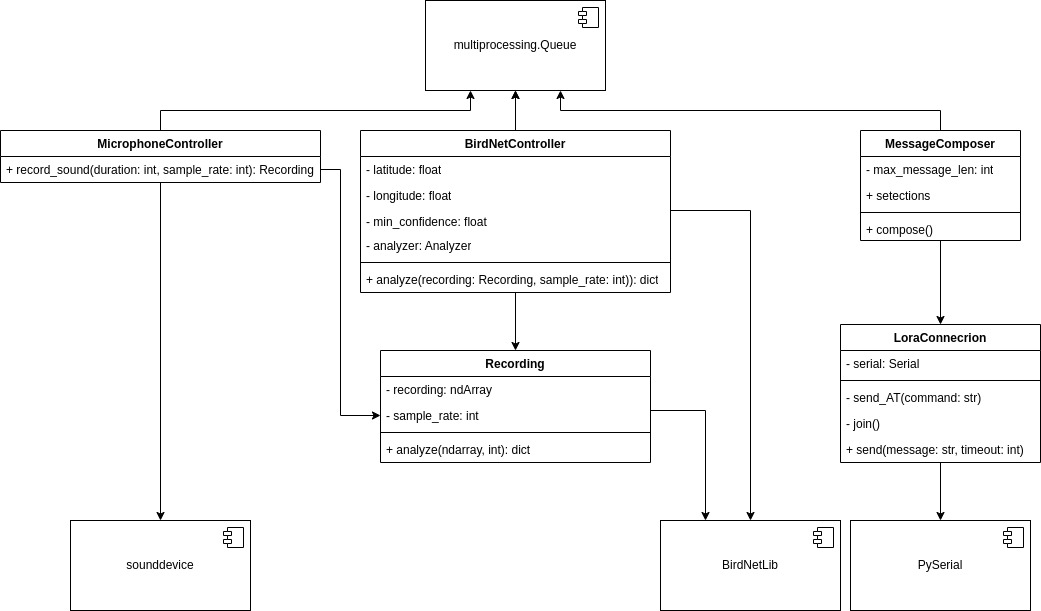 multiprocessing.Queue
MicrophoneController
+ record_sound(duration: int, sample_rate: int): Recording
BirdNetController
- latitude: float
- longitude: float
- min_confidence: float
- analyzer: Analyzer
+ analyze(recording: Recording, sample_rate: int)): dict
MessageComposer
- max_message_len: int
+ setections
+ compose()
Recording
- recording: ndArray
- sample_rate: int
+ analyze(ndarray, int): dict
LoraConnecrion
- serial: Serial
- send_AT(command: str)
- join()
+ send(message: str, timeout: int)
sounddevice
BirdNetLib
PySerial